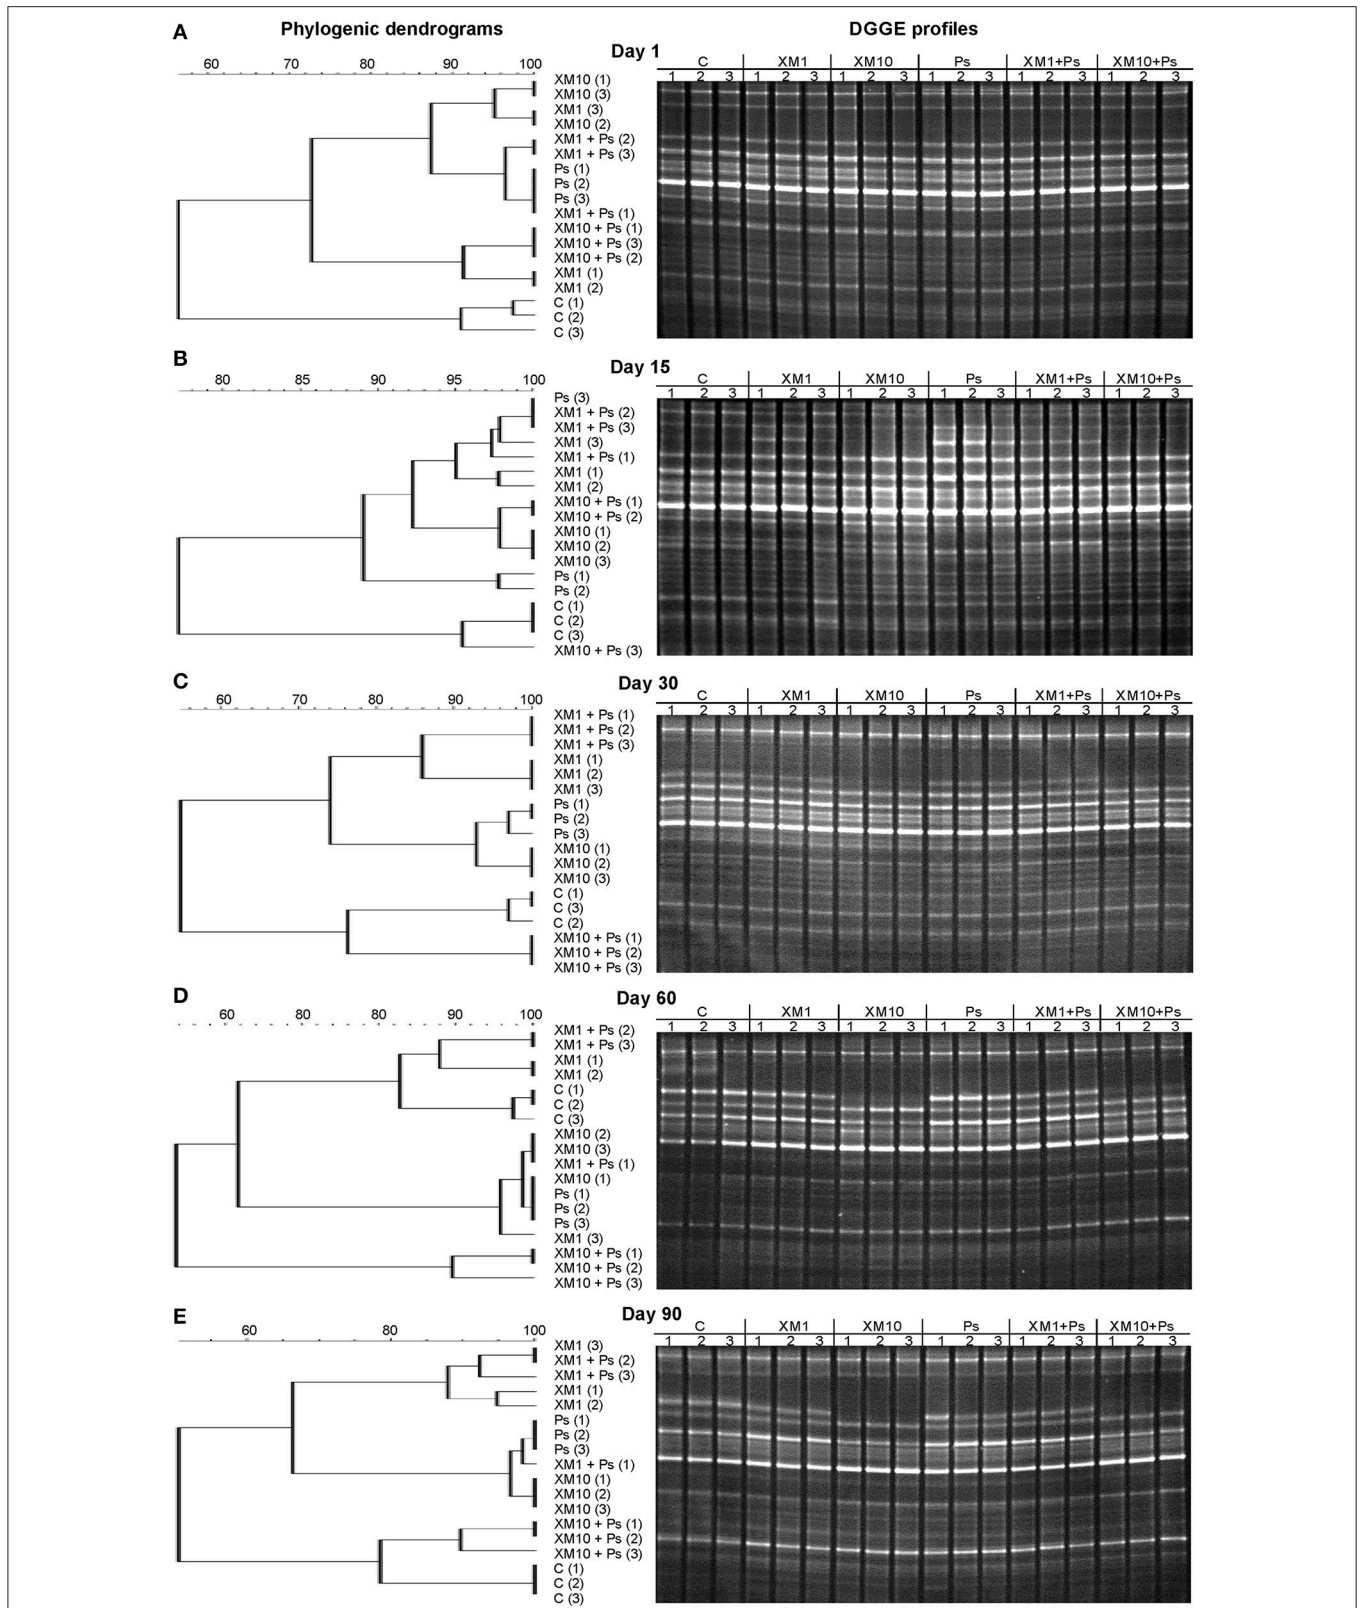 A
Phylogenic dendrograms
DGGE profiles
Day 1
60 70 80 90 100
C XM1 XM10 Ps XM1+Ps XM10+Ps
1 2 3 1 2 3 1 2 3 1 2 3 1 2 3 1 2 3
XM10 (1)
XM10 (3)
XM1 (3)
XM10 (2)
XM1 + Ps (2)
XM1 + Ps (3)
Ps (1)
Ps (2)
Ps (3)
XM1 + Ps (1)
XM10 + Ps (1)
XM10 + Ps (3)
XM10 + Ps (2)
XM1 (1)
XM1 (2)
C (1)
C (2)
C (3)
B
Day 15
80 85 90 95 100
C XM1 XM10 Ps XM1+Ps XM10+Ps
1 2 3 1 2 3 1 2 3 1 2 3 1 2 3 1 2 3
Ps (3)
XM1 + Ps (2)
XM1 + Ps (3)
XM1 (3)
XM1 + Ps (1)
XM1 (1)
XM1 (2)
XM10 + Ps (1)
XM10 + Ps (2)
XM10 (1)
XM10 (2)
XM10 (3)
Ps (1)
Ps (2)
C (1)
C (2)
C (3)
XM10 + Ps (3)
C
Day 30
60 70 80 90 100
C XM1 XM10 Ps XM1+Ps XM10+Ps
1 2 3 1 2 3 1 2 3 1 2 3 1 2 3 1 2 3
XM1 + Ps (1)
XM1 + Ps (2)
XM1 + Ps (3)
XM1 (1)
XM1 (2)
XM1 (3)
Ps (1)
Ps (2)
Ps (3)
XM10 (1)
XM10 (2)
XM10 (3)
C (1)
C (3)
C (2)
XM10 + Ps (1)
XM10 + Ps (2)
XM10 + Ps (3)
D
Day 60
60 80 80 90 100
C XM1 XM10 Ps XM1+Ps XM10+Ps
1 2 3 1 2 3 1 2 3 1 2 3 1 2 3 1 2 3
XM1 + Ps (2)
XM1 + Ps (3)
XM1 (1)
XM1 (2)
C (1)
C (2)
C (3)
XM10 (2)
XM10 (3)
XM1 + Ps (1)
XM10 (1)
Ps (1)
Ps (2)
Ps (3)
XM1 (3)
XM10 + Ps (1)
XM10 + Ps (2)
XM10 + Ps (3)
E
Day 90
60 80 100
C XM1 XM10 Ps XM1+Ps XM10+Ps
1 2 3 1 2 3 1 2 3 1 2 3 1 2 3 1 2 3
XM1 (3)
XM1 + Ps (2)
XM1 + Ps (3)
XM1 (1)
XM1 (2)
Ps (1)
Ps (2)
Ps (3)
XM1 + Ps (1)
XM10 (1)
XM10 (2)
XM10 (3)
XM10 + Ps (1)
XM10 + Ps (2)
XM10 + Ps (3)
C (1)
C (2)
C (3)